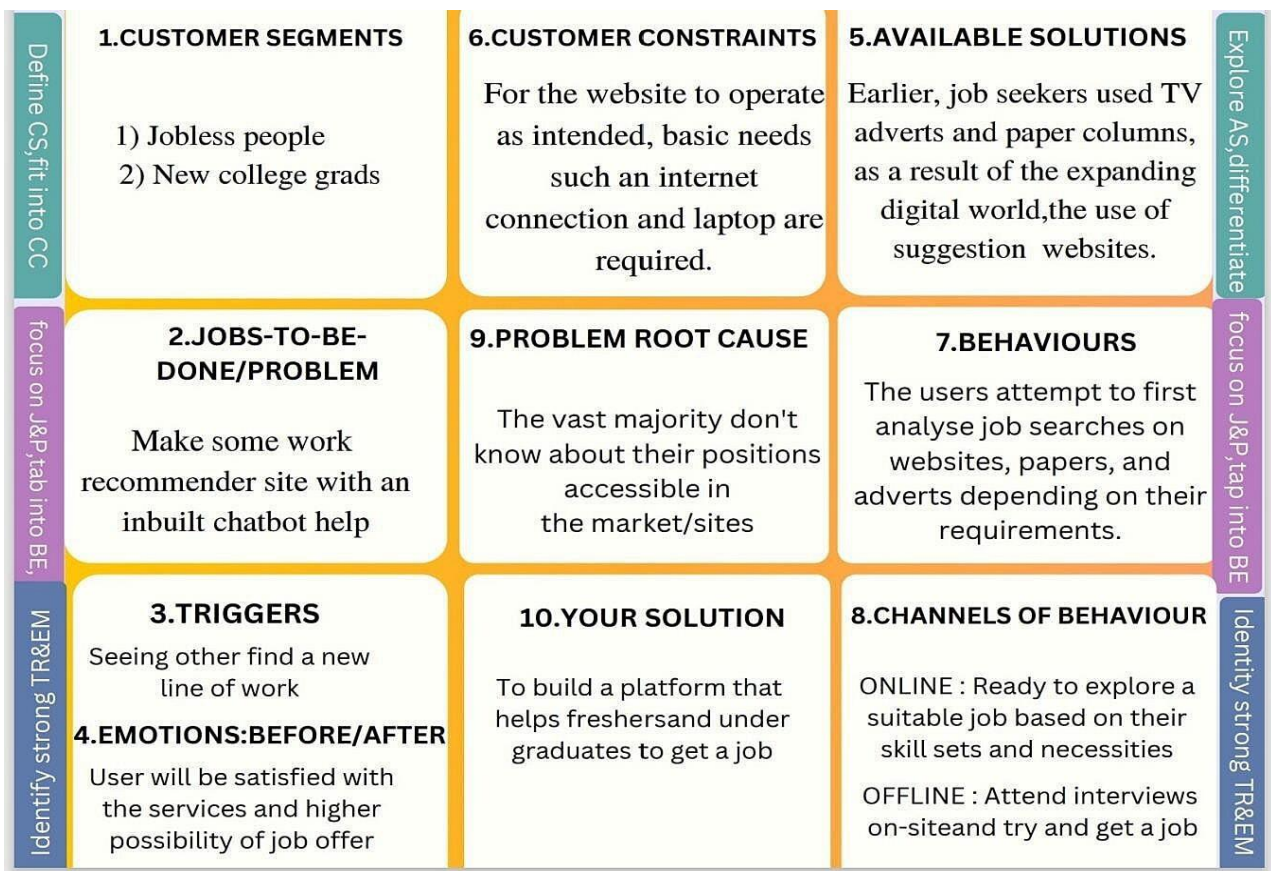 Define CS,fit into CC
1.CUSTOMER SEGMENTS
1) Jobless people
2) New college grads
6.CUSTOMER CONSTRAINTS
For the website to operate
as intended, basic needs
such an internet
connection and laptop are
required.
5.AVAILABLE SOLUTIONS
Earlier, job seekers used TV
adverts and paper columns,
as a result of the expanding
digital world,the use of
suggestion websites.
Explore AS,differentiate
focus on J&P,tab into BE,
2.JOBS-TO-BE-
DONE/PROBLEM
Make some work
recommender site with an
inbuilt chatbot help
9.PROBLEM ROOT CAUSE
The vast majority don't
know about their positions
accessible in
the market/sites
7.BEHAVIOURS
The users attempt to first
analyse job searches on
websites, papers, and
adverts depending on their
requirements.
focus on J&P,tap into BE
Identify strong TR&EM
3.TRIGGERS
Seeing other find a new
line of work
4.EMOTIONS:BEFORE/AFTER
User will be satisfied with
the services and higher
possibility of job offer
10.YOUR SOLUTION
To build a platform that
helps freshersand under
graduates to get a job
8.CHANNELS OF BEHAVIOUR
ONLINE : Ready to explore a
suitable job based on their
skill sets and necessities
OFFLINE : Attend interviews
on-siteand try and get a job
Identity strong TR&EM